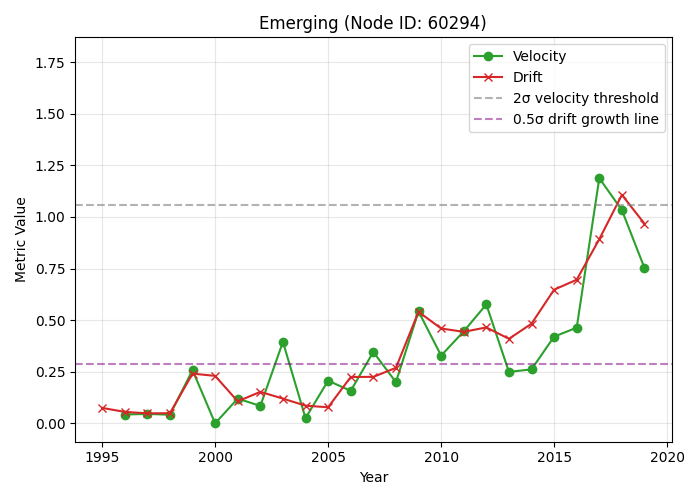 Emerging (Node ID: 60294)
Velocity
Drift
2σ velocity threshold
0.5σ drift growth line
Metric Value
1.75
1.50
1.25
1.00
0.75
0.50
0.25
0.00
1995
2000
2005
2010
2015
2020
Year